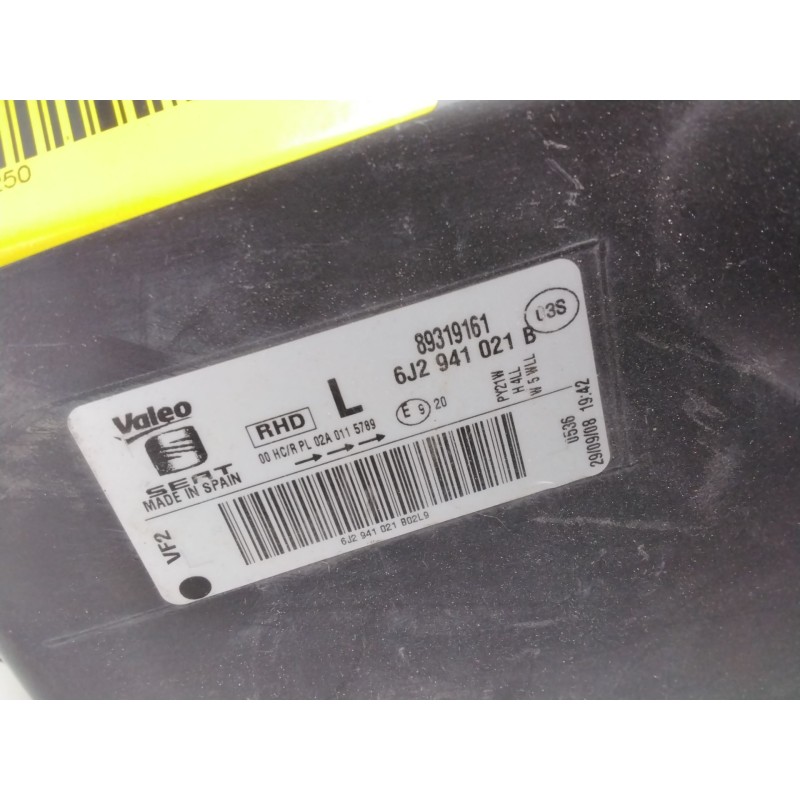 250
Valeo
SEAT
MADE IN SPAIN
RHD
L
00 HC/R PL 02A 011 5789
89319161
6J2 941 021 B
03S
E 9 20
PY21W
H 4LL
W 5 WLL
0536
29/09/08 19:42
VF2
6J2 941 021 B02L9